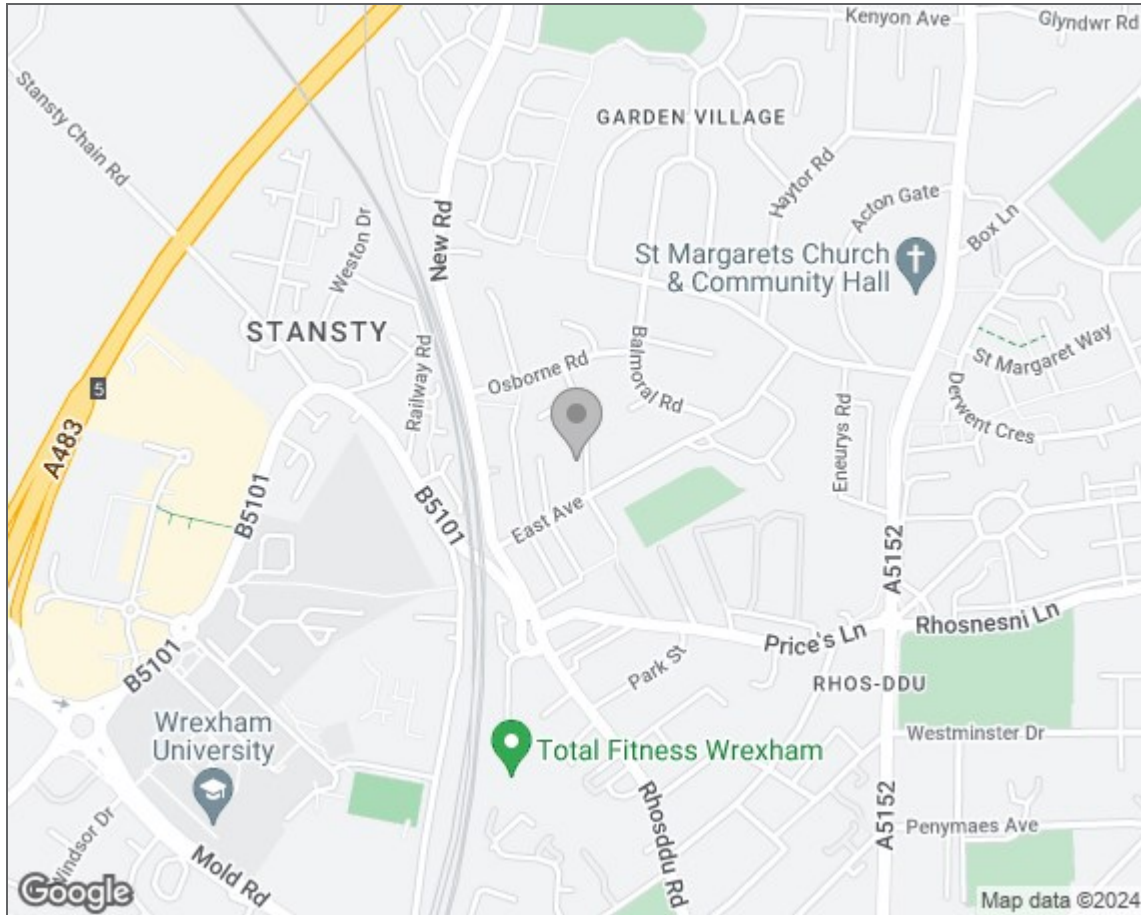 Kenyon Ave
Glyndwr Rd
Stansty Chain Rd
GARDEN VILLAGE
Haytor Rd
Acton Gate
Box Ln
New Rd
Weston Dr
St Margarets Church
& Community Hall
STANSTY
Osborne Rd
Balmoral Rd
St Margaret Way
Railway Rd
Derwent Cres
5
A483
Eneurys Rd
B5101
B5101
East Ave
A5152
Rhosnesni Ln
Price's Ln
B5101
Park St
RHOS-DDU
Wrexham
University
Total Fitness Wrexham
Westminster Dr
Windsor Dr
Mold Rd
Rhosddu Rd
A5152
Penymaes Ave
Google
Map data ©2024